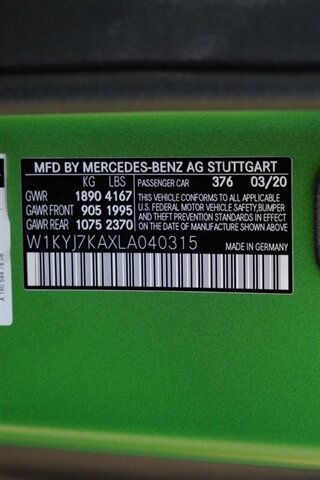 MFD BY MERCEDES-BENZ AG STUTTGART
KG LBS PASSENGER CAR 376 03/20
GWR 1890 4167
GAWR FRONT 905 1995
GAWR REAR 1075 2370
THIS VEHICLE CONFORMS TO ALL APPLICABLE
U.S. FEDERAL MOTOR VEHICLE SAFETY, BUMPER
AND THEFT PREVENTION STANDARDS IN EFFECT
ON THE DATE OF MANUFACTURE SHOWN ABOVE.
W1KYJ7KAXLA040315 MADE IN GERMANY